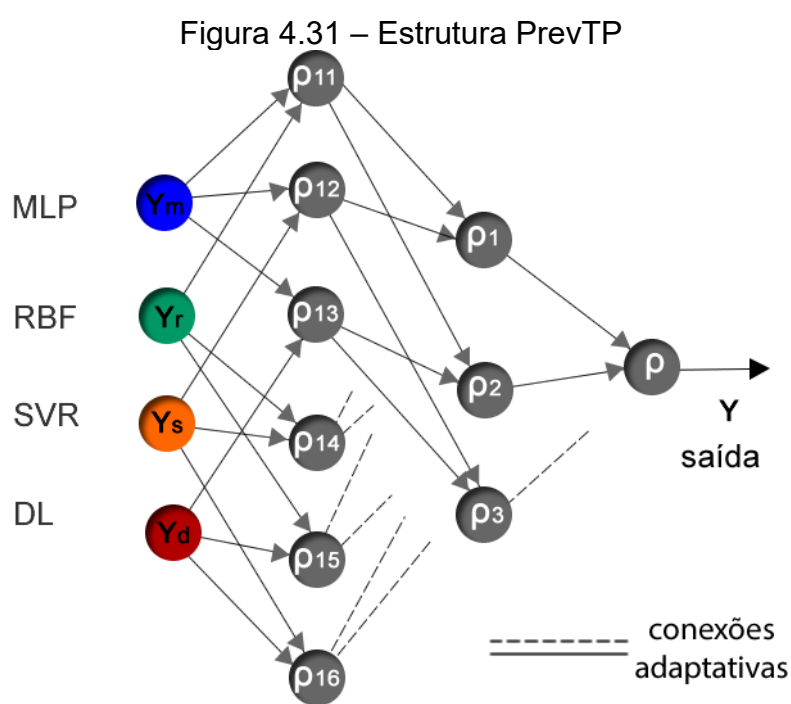 Figura 4.31 – Estrutura PrevTP
ρ11
MLP
Ym
ρ12
ρ1
RBF
Yr
ρ13
ρ
SVR
Ys
ρ14
ρ2
Y
saída
DL
Yd
ρ15
ρ3
ρ16
conexões
adaptativas